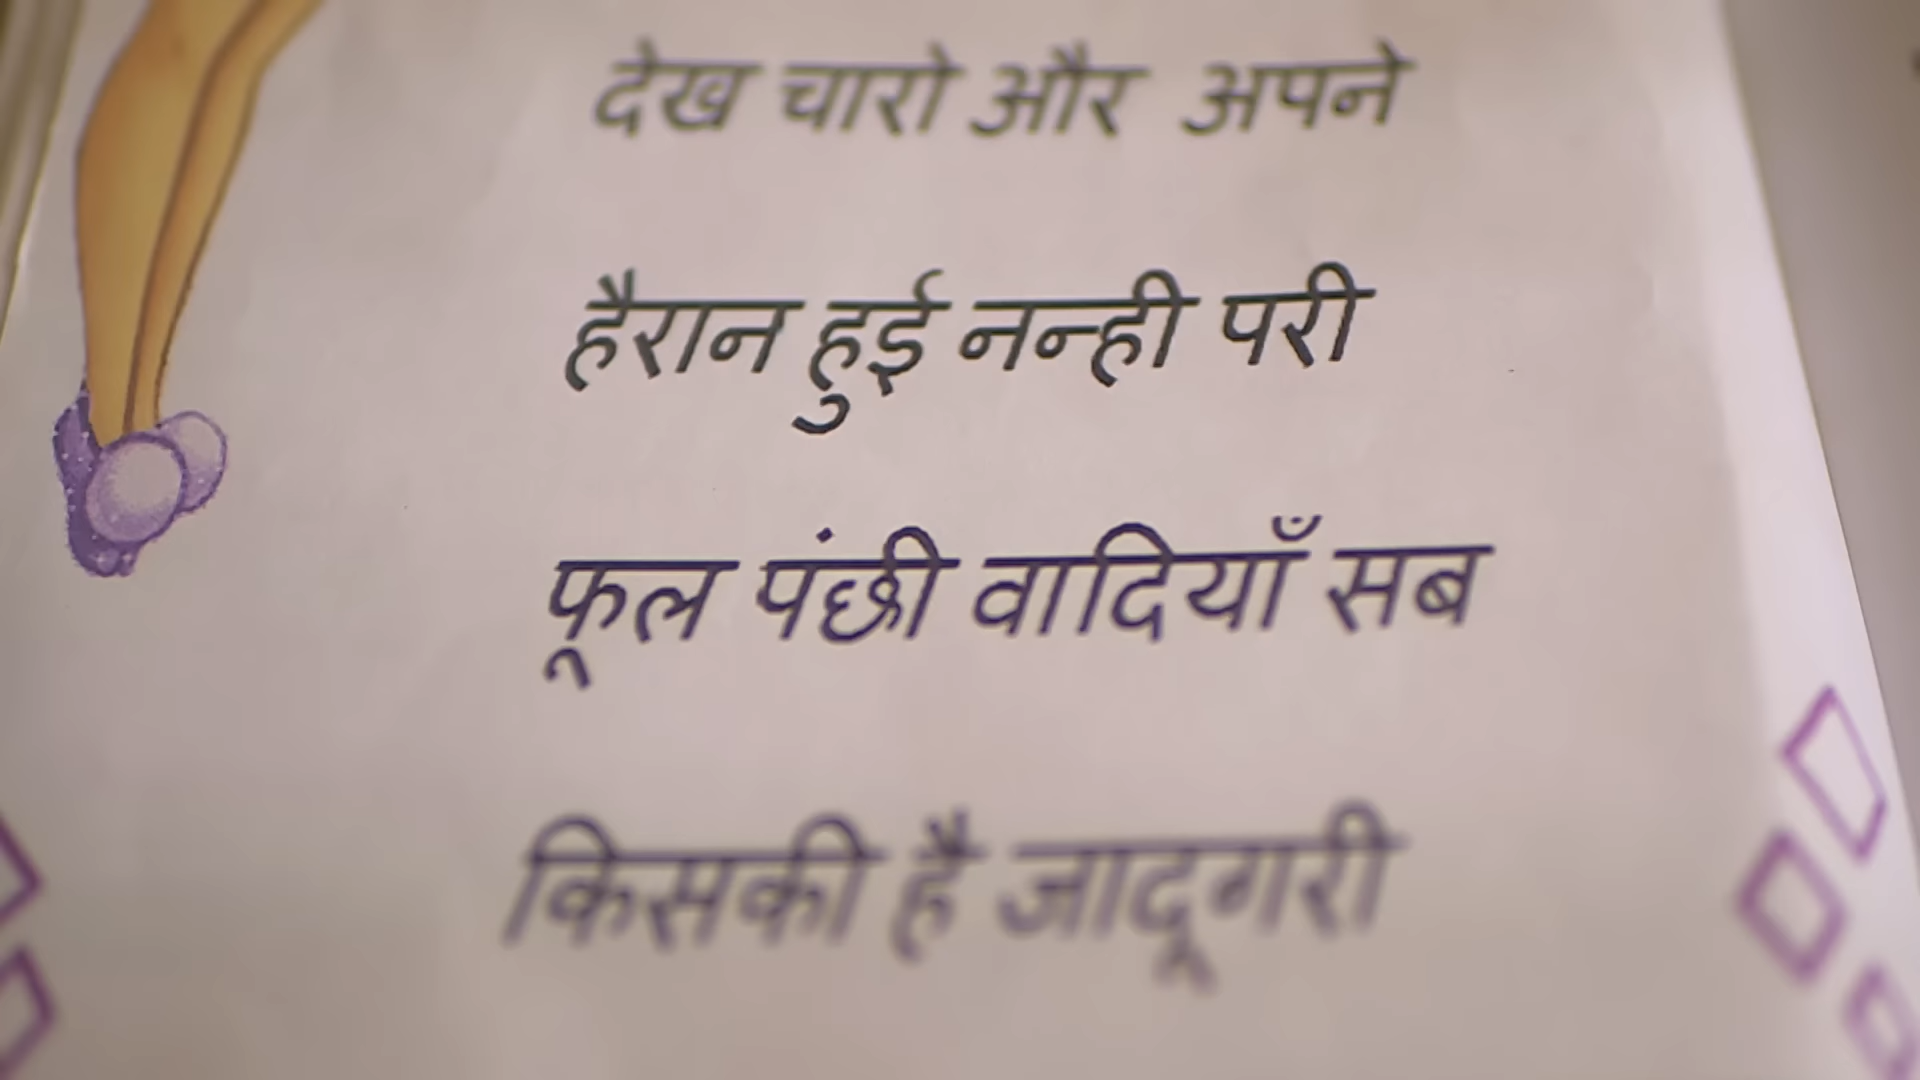 देख चारो और अपने
हैरान हुई नन्ही परी
फूल पंछी वादियाँ सब
किसकी है जादूगरी